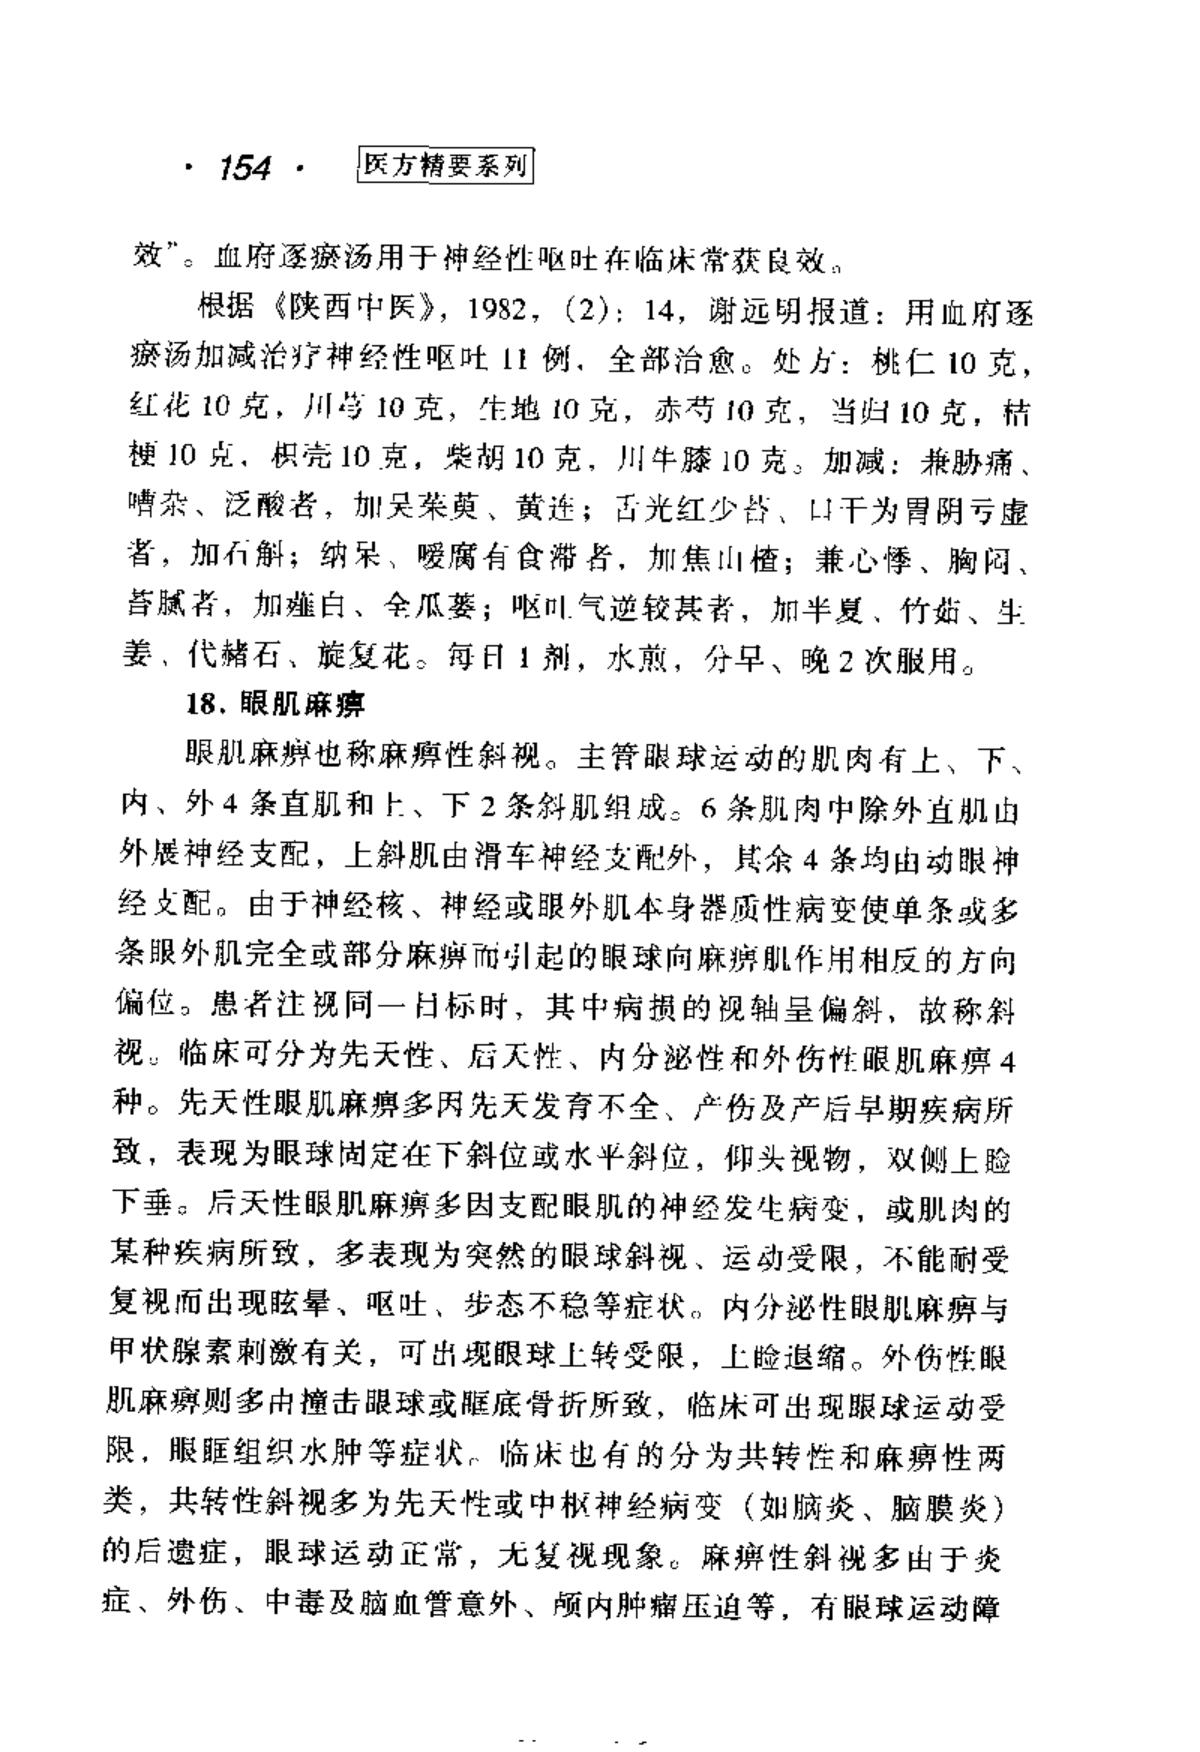 · 154 · 医方精要系列
效”。血府逐瘀汤用于神经性呕吐在临床常获良效。
根据《陕西中医》，1982，（2）：14，谢远明报道：用血府逐
瘀汤加减治疗神经性呕吐 11 例，全部治愈。处方：桃仁 10 克，
红花 10 克，川芎 10 克，生地 10 克，赤芍 10 克，当归 10 克，桔
梗 10 克，枳壳 10 克，柴胡 10 克，川牛膝 10 克。加减：兼胁痛、
嘈杂、泛酸者，加吴茱萸、黄连；舌光红少苔、口干为胃阴亏虚
者，加石斛；纳呆、嗳腐有食滞者，加焦山楂；兼心悸、胸闷、
苔腻者，加薤白、全瓜蒌；呕吐气逆较甚者，加半夏、竹茹、生
姜、代赭石、旋复花。每日 1 剂，水煎，分早、晚 2 次服用。
18. 眼肌麻痹
眼肌麻痹也称麻痹性斜视。主管眼球运动的肌肉有上、下、
内、外 4 条直肌和上、下 2 条斜肌组成。6 条肌肉中除外直肌由
外展神经支配，上斜肌由滑车神经支配外，其余 4 条均由动眼神
经支配。由于神经核、神经或眼外肌本身器质性病变使单条或多
条眼外肌完全或部分麻痹而引起的眼球向麻痹肌作用相反的方向
偏位。患者注视同一目标时，其中病损的视轴呈偏斜，故称斜
视。临床可分为先天性、后天性、内分泌性和外伤性眼肌麻痹 4
种。先天性眼肌麻痹多因先天发育不全、产伤及产后早期疾病所
致，表现为眼球固定在下斜位或水平斜位，仰头视物，双侧上睑
下垂。后天性眼肌麻痹多因支配眼肌的神经发生病变，或肌肉的
某种疾病所致，多表现为突然的眼球斜视、运动受限，不能耐受
复视而出现眩晕、呕吐、步态不稳等症状。内分泌性眼肌麻痹与
甲状腺素刺激有关，可出现眼球上转受限，上睑退缩。外伤性眼
肌麻痹则多由撞击眼球或眶底骨折所致，临床可出现眼球运动受
限，眼眶组织水肿等症状。临床也有的分为共转性和麻痹性两
类，共转性斜视多为先天性或中枢神经病变（如脑炎、脑膜炎）
的后遗症，眼球运动正常，无复视现象。麻痹性斜视多由于炎
症、外伤、中毒及脑血管意外、颅内肿瘤压迫等，有眼球运动障